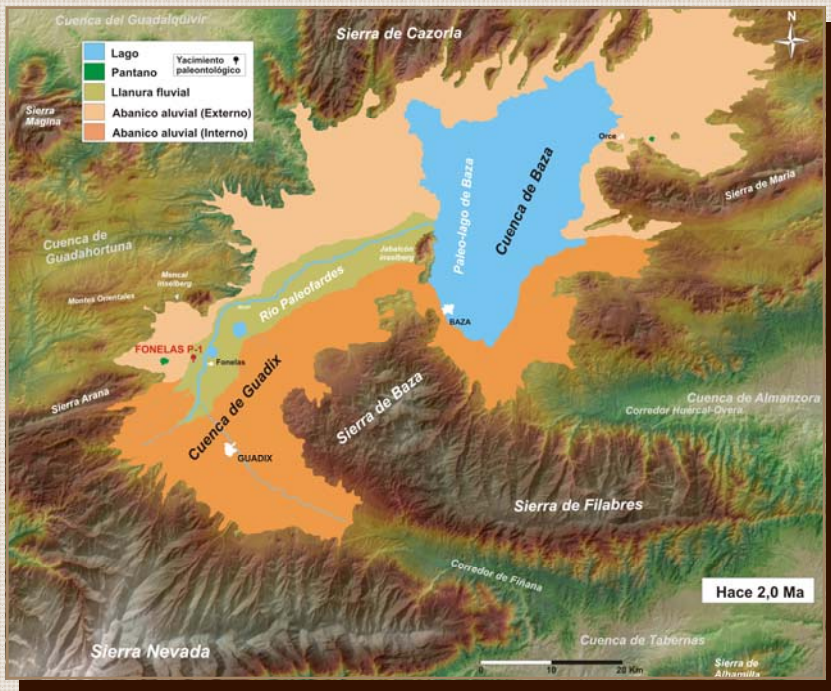 Cuenca del Guadalquivir
Sierra de Cazorla
N
Lago
Pantano
Llanura fluvial
Abanico aluvial (Externo)
Abanico aluvial (Interno)
Yacimiento
paleontológico
Sierra
Magina
Orce
Sierra de María
Paleo-lago de Baza
Cuenca de Baza
Cuenca de
Guadahortuna
Jabalcón
inselberg
Mencal
inselberg
Montes Orientales
Río Paleofardes
BAZA
FONELAS P-1
Fonelas
Sierra Arana
Cuenca de Guadix
Sierra de Baza
Cuenca de Almanzora
Corredor Huercal-Overa
GUADIX
Sierra de Filabres
Corredor de Fiñana
Hace 2,0 Ma
Sierra Nevada
Cuenca de Tabernas
0 10 20 Km
Sierra de
Alhamilla